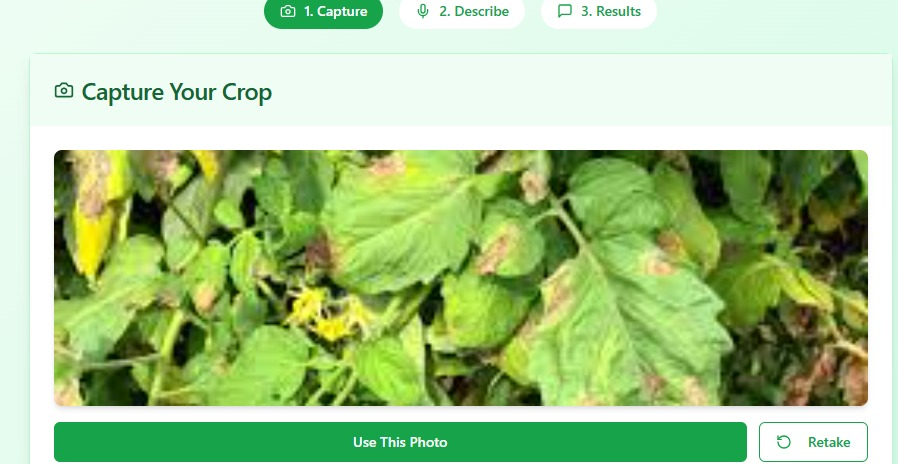 1. Capture
2. Describe
3. Results
Capture Your Crop
Use This Photo
Retake